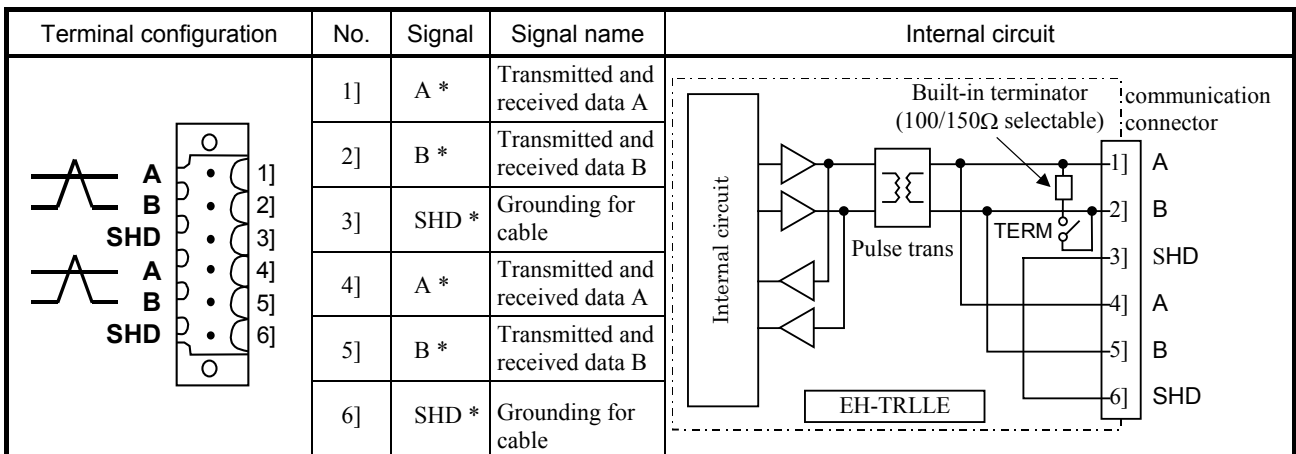 Terminal configuration No. Signal Signal name Internal circuit
A
B
SHD
A
B
SHD
1]
2]
3]
4]
5]
6]
1] A * Transmitted and
received data A
2] B * Transmitted and
received data B
3] SHD * Grounding for
cable
4] A * Transmitted and
received data A
5] B * Transmitted and
received data B
6] SHD * Grounding for
cable
Internal circuit
Built-in terminator
(100/150Ω selectable)
communication
connector
Pulse trans
TERM
1] A
2] B
3] SHD
4] A
5] B
6] SHD
EH-TRLLE